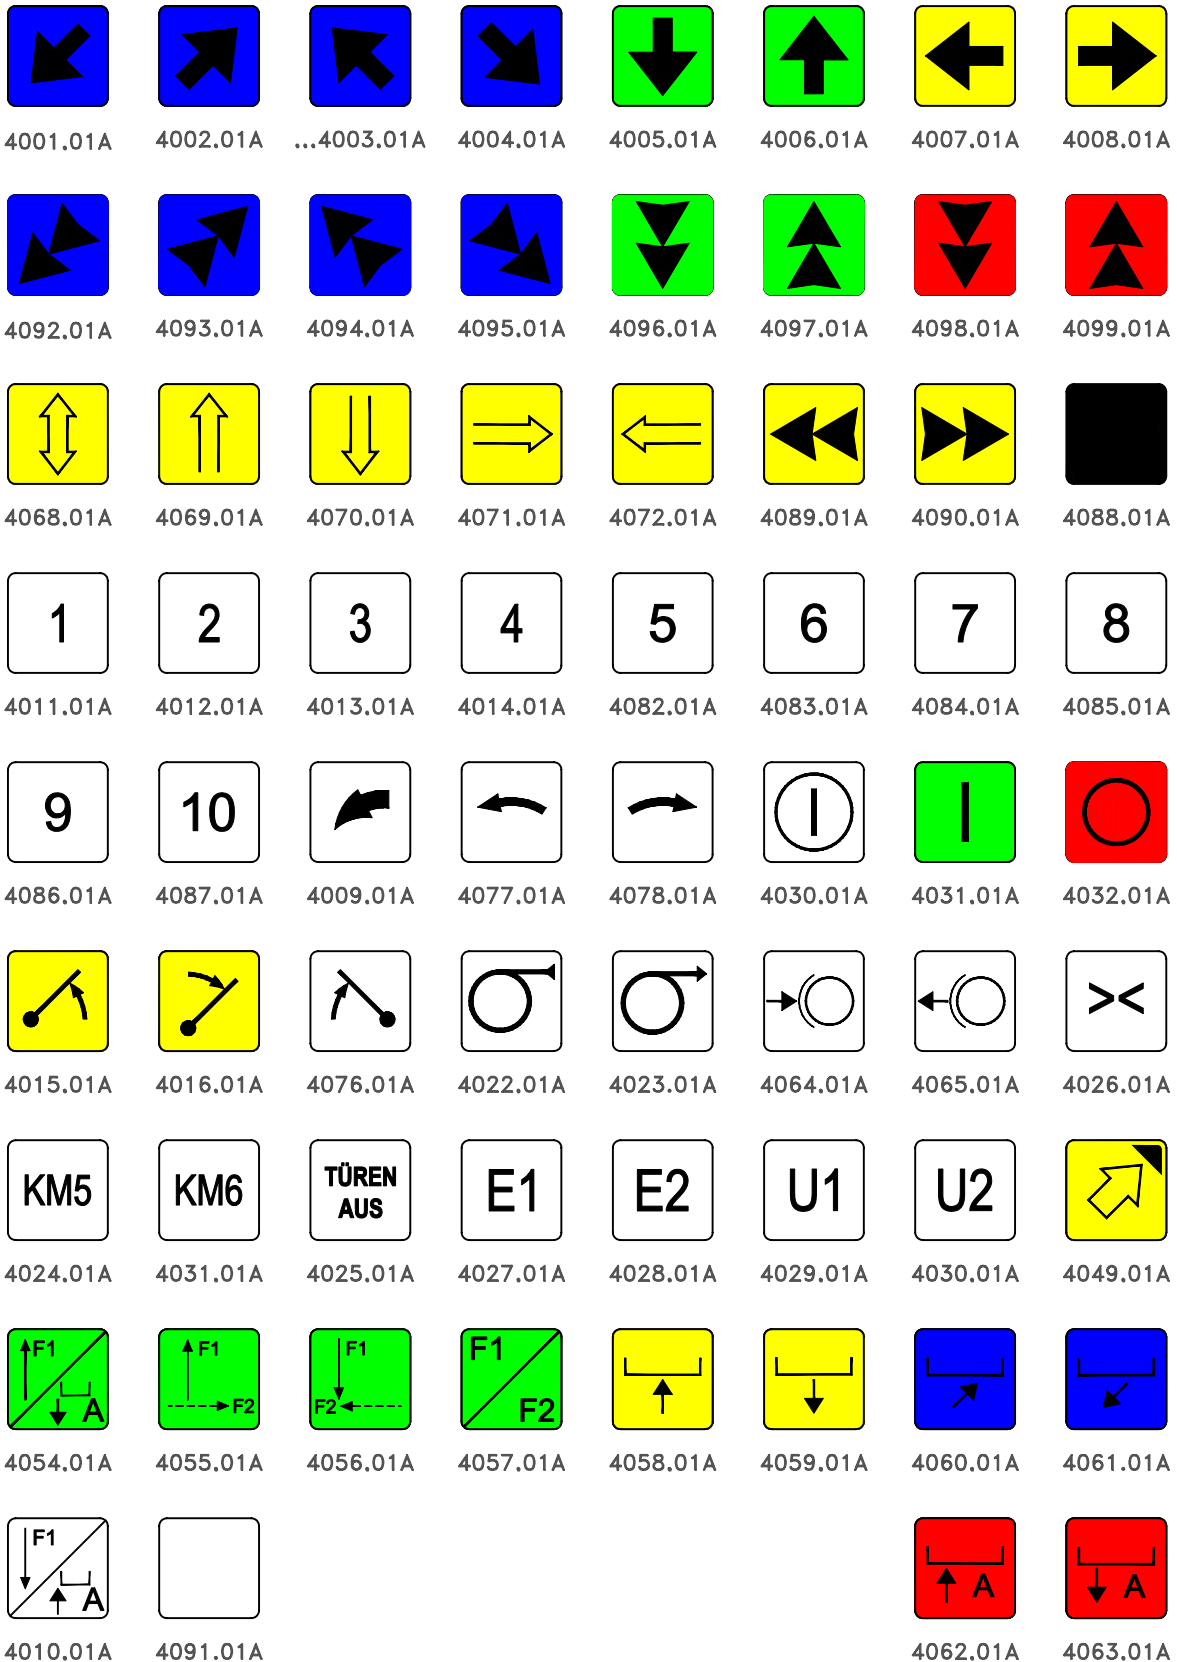 4001.01A 4002.01A ...4003.01A 4004.01A 4005.01A 4006.01A 4007.01A 4008.01A
4092.01A 4093.01A 4094.01A 4095.01A 4096.01A 4097.01A 4098.01A 4099.01A
4068.01A 4069.01A 4070.01A 4071.01A 4072.01A 4089.01A 4090.01A 4088.01A
1 2 3 4 5 6 7 8
4011.01A 4012.01A 4013.01A 4014.01A 4082.01A 4083.01A 4084.01A 4085.01A
9 10
4086.01A 4087.01A 4009.01A 4077.01A 4078.01A 4030.01A 4031.01A 4032.01A
><
4015.01A 4016.01A 4076.01A 4022.01A 4023.01A 4064.01A 4065.01A 4026.01A
KM5 KM6 TÜREN AUS E1 E2 U1 U2
4024.01A 4031.01A 4025.01A 4027.01A 4028.01A 4029.01A 4030.01A 4049.01A
F1 A F1 F2 F1 F2 F1 F2
4054.01A 4055.01A 4056.01A 4057.01A 4058.01A 4059.01A 4060.01A 4061.01A
F1 A A A
4010.01A 4091.01A 4062.01A 4063.01A